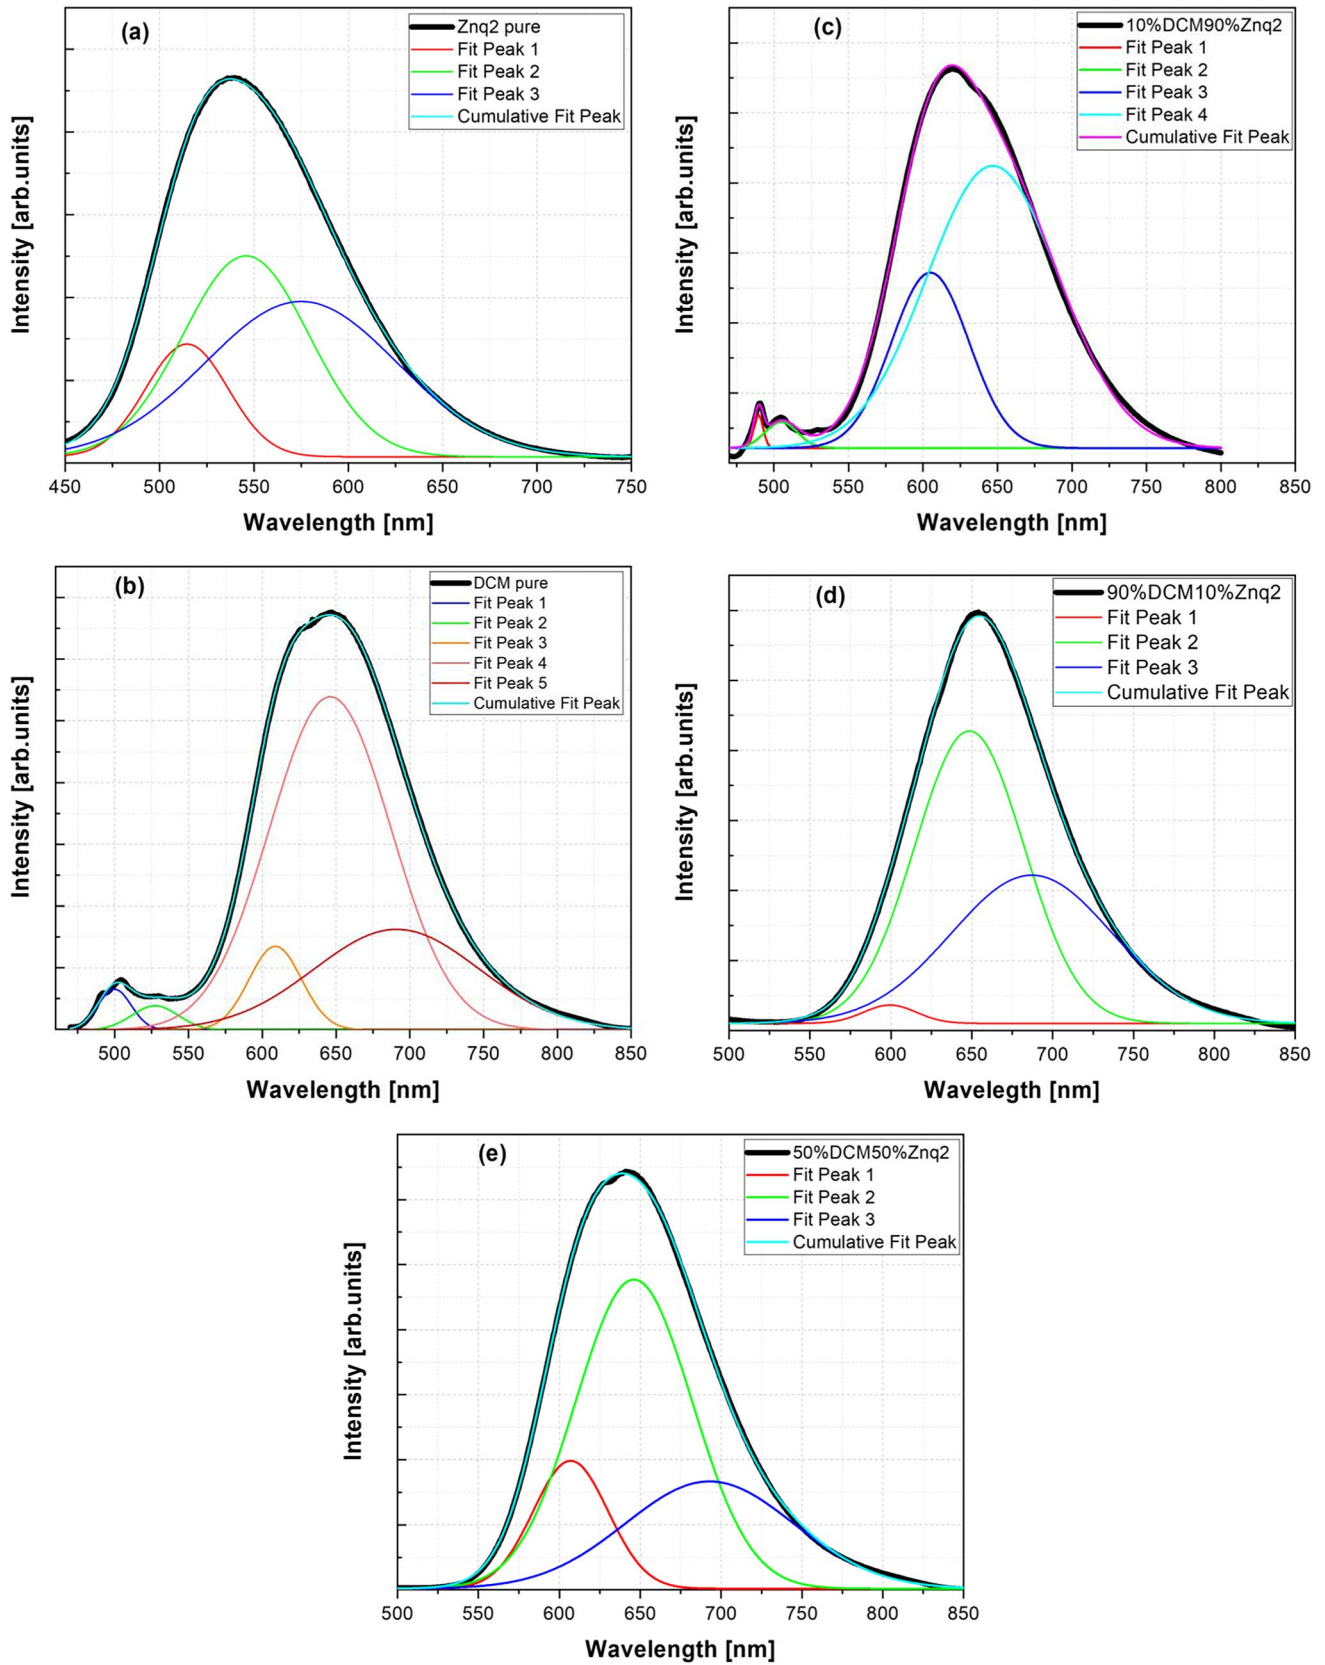 (a)
Znq2 pure
Fit Peak 1
Fit Peak 2
Fit Peak 3
Cumulative Fit Peak
Intensity [arb.units]
450 500 550 600 650 700 750
Wavelength [nm]
(c)
10%DCM90%Znq2
Fit Peak 1
Fit Peak 2
Fit Peak 3
Fit Peak 4
Cumulative Fit Peak
Intensity [arb.units]
500 550 600 650 700 750 800 850
Wavelength [nm]
(b)
DCM pure
Fit Peak 1
Fit Peak 2
Fit Peak 3
Fit Peak 4
Fit Peak 5
Cumulative Fit Peak
Intensity [arb.units]
500 550 600 650 700 750 800 850
Wavelength [nm]
(d)
90%DCM10%Znq2
Fit Peak 1
Fit Peak 2
Fit Peak 3
Cumulative Fit Peak
Intensity [arb.units]
500 550 600 650 700 750 800 850
Wavelegth [nm]
(e)
50%DCM50%Znq2
Fit Peak 1
Fit Peak 2
Fit Peak 3
Cumulative Fit Peak
Intensity [arb.units]
500 550 600 650 700 750 800 850
Wavelength [nm]